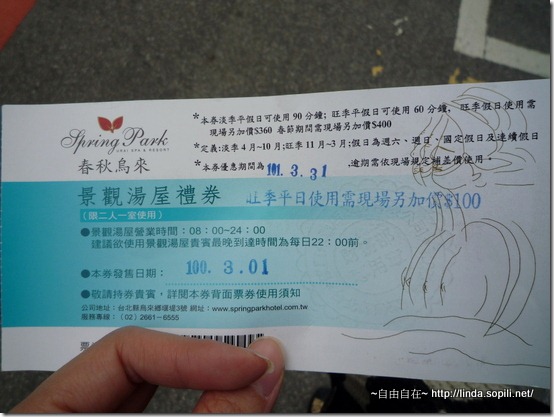 Spring Park
URAI SPA & RESORT
春秋烏來
*本券淡季平假日可使用90分鐘; 旺季平假日可使用60分鐘, 旺季假日使用需
現場另加價$360 春節期間需現場另加價$400
*定義:淡季4月~10月;旺季11月~3月;假日為週六、週日、國定假日及連續假日
*本券優惠期間為 101. 3. 31 ,逾期需依現場規定補差價使用。
景觀湯屋禮券 旺季平日使用需現場另加價$100
(限二人一室使用)
●景觀湯屋營業時間:08:00~24:00
建議欲使用景觀湯屋貴賓最晚到達時間為每日22:00前。
●本券發售日期: 100. 3. 01
●敬請持券貴賓,詳閱本券背面票券使用須知
公司地址:台北縣烏來鄉堰堤3號 網址:www.springparkhotel.com.tw
服務專線:(02)2661-6555
票
~自由自在~ http://linda.sopili.net/